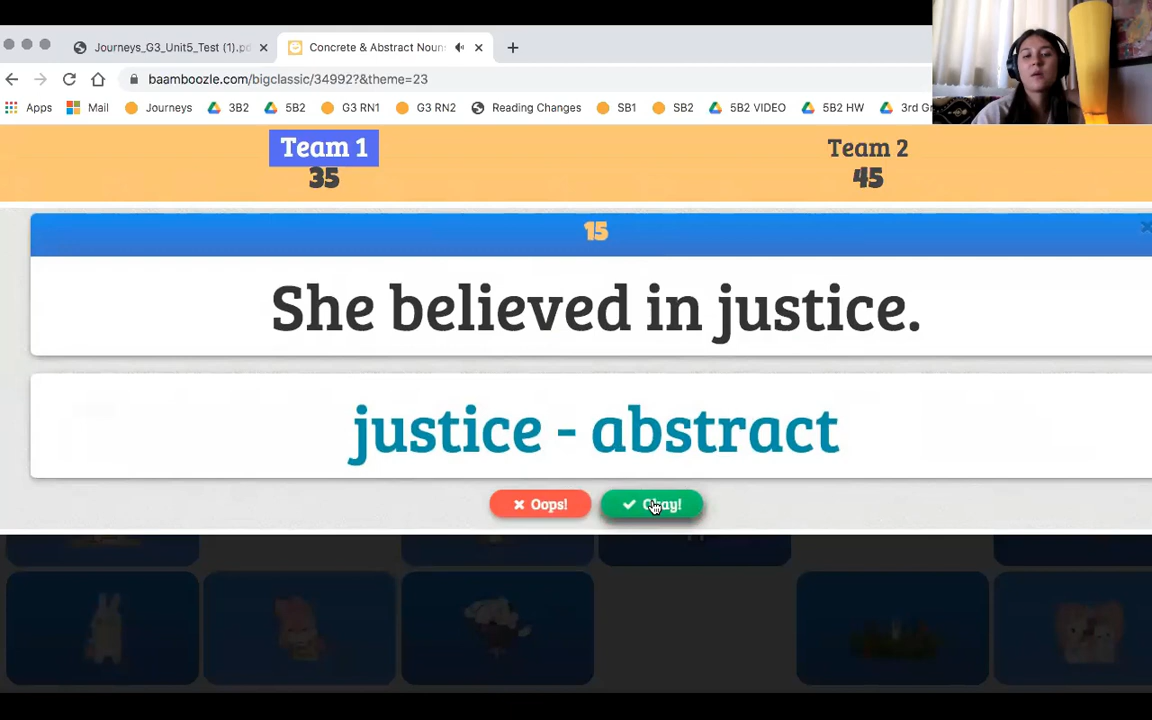 Journeys_G3_Unit5_Test (1).pd
Concrete & Abstract Noun
baamboozle.com/bigclassic/34992?&theme=23
Apps Mail Journeys 3B2 5B2 G3 RN1 G3 RN2 Reading Changes SB1 SB2 5B2 VIDEO 5B2 HW 3rd G
Team 1 Team 2
35 45
15
She believed in justice.
justice - abstract
Oops! Okay!